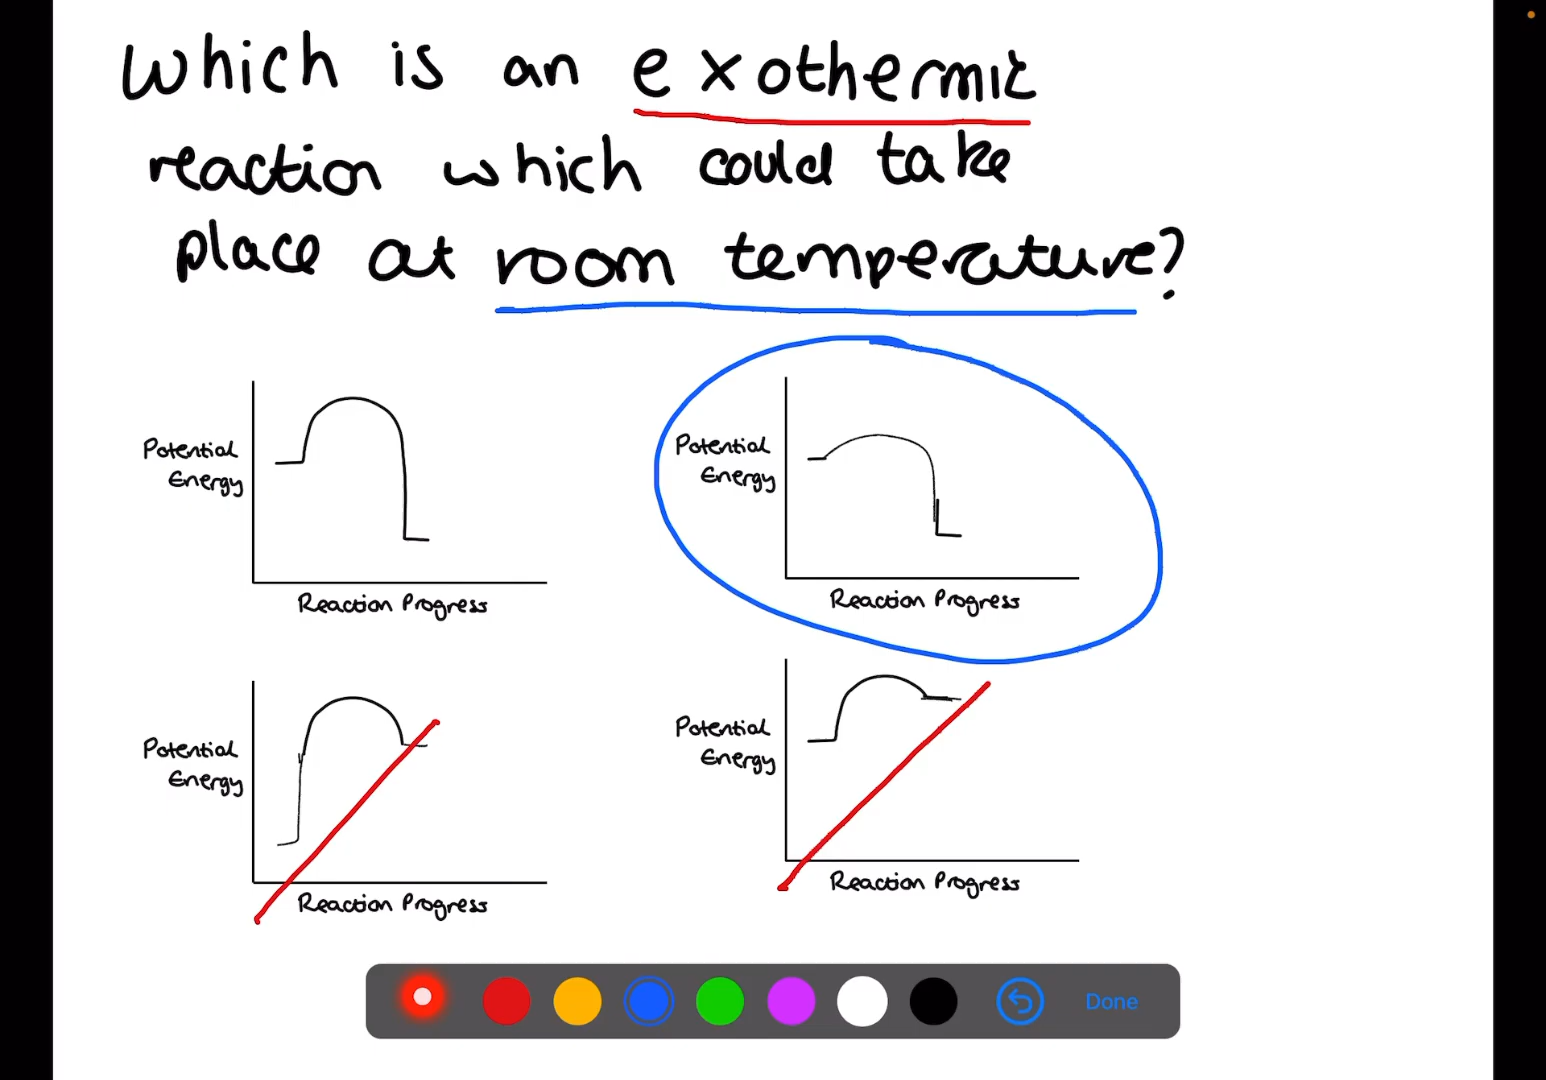 Which is an exothermic
reaction which could take
place at room temperature?
Potential
Energy
Reaction Progress
Potential
Energy
Reaction Progress
Potential
Energy
Reaction Progress
Potential
Energy
Reaction Progress
Done